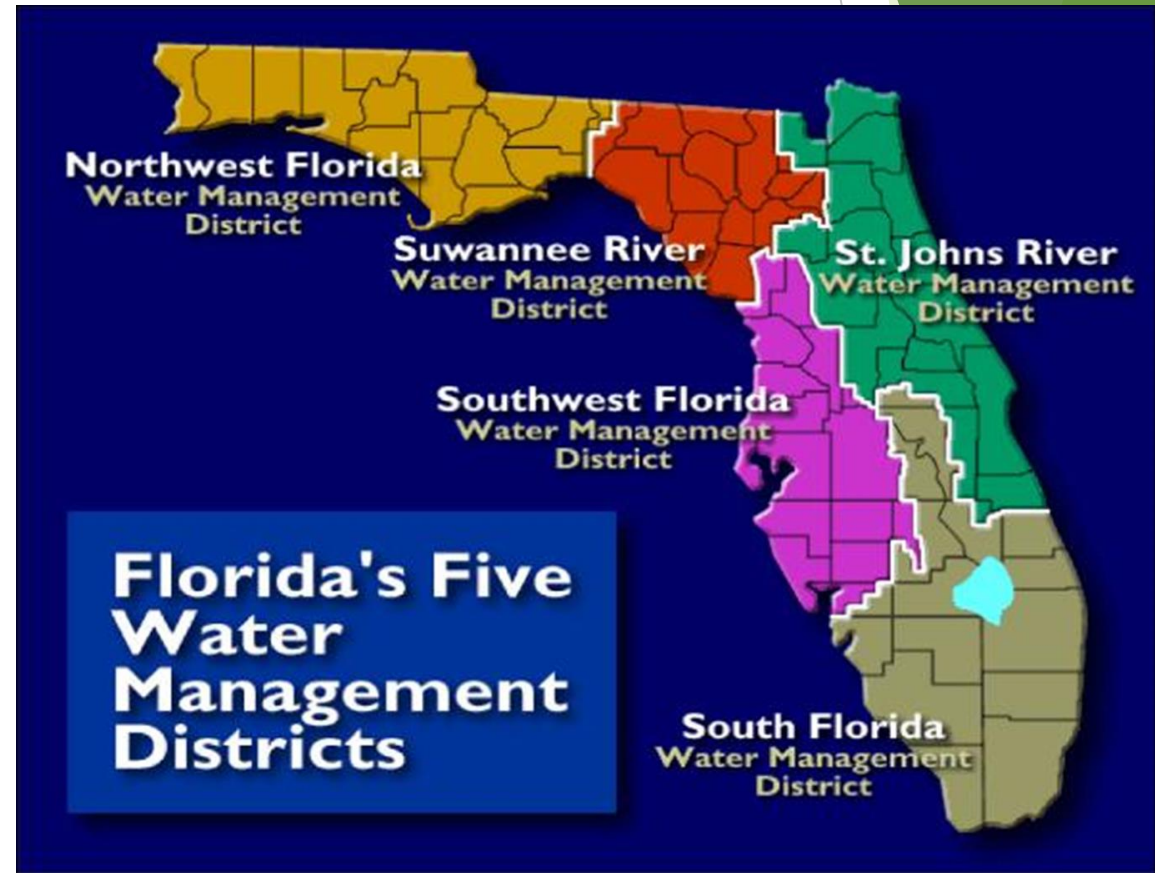 Northwest Florida
Water Management
District
Suwannee River
Water Management
District
St. Johns River
Water Management
District
Southwest Florida
Water Management
District
Florida's Five
Water
Management
Districts
South Florida
Water Management
District